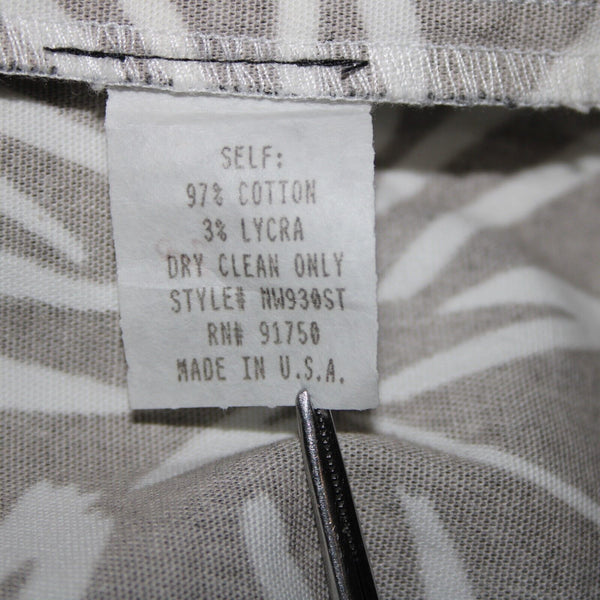 SELF:
97% COTTON
3% LYCRA
DRY CLEAN ONLY
STYLE# MW930ST
RN# 91750
MADE IN U.S.A.